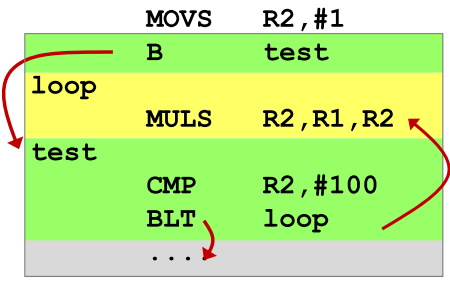 MOVS R2,#1
B test
loop
MULS R2,R1,R2
test
CMP R2,#100
BLT loop
....